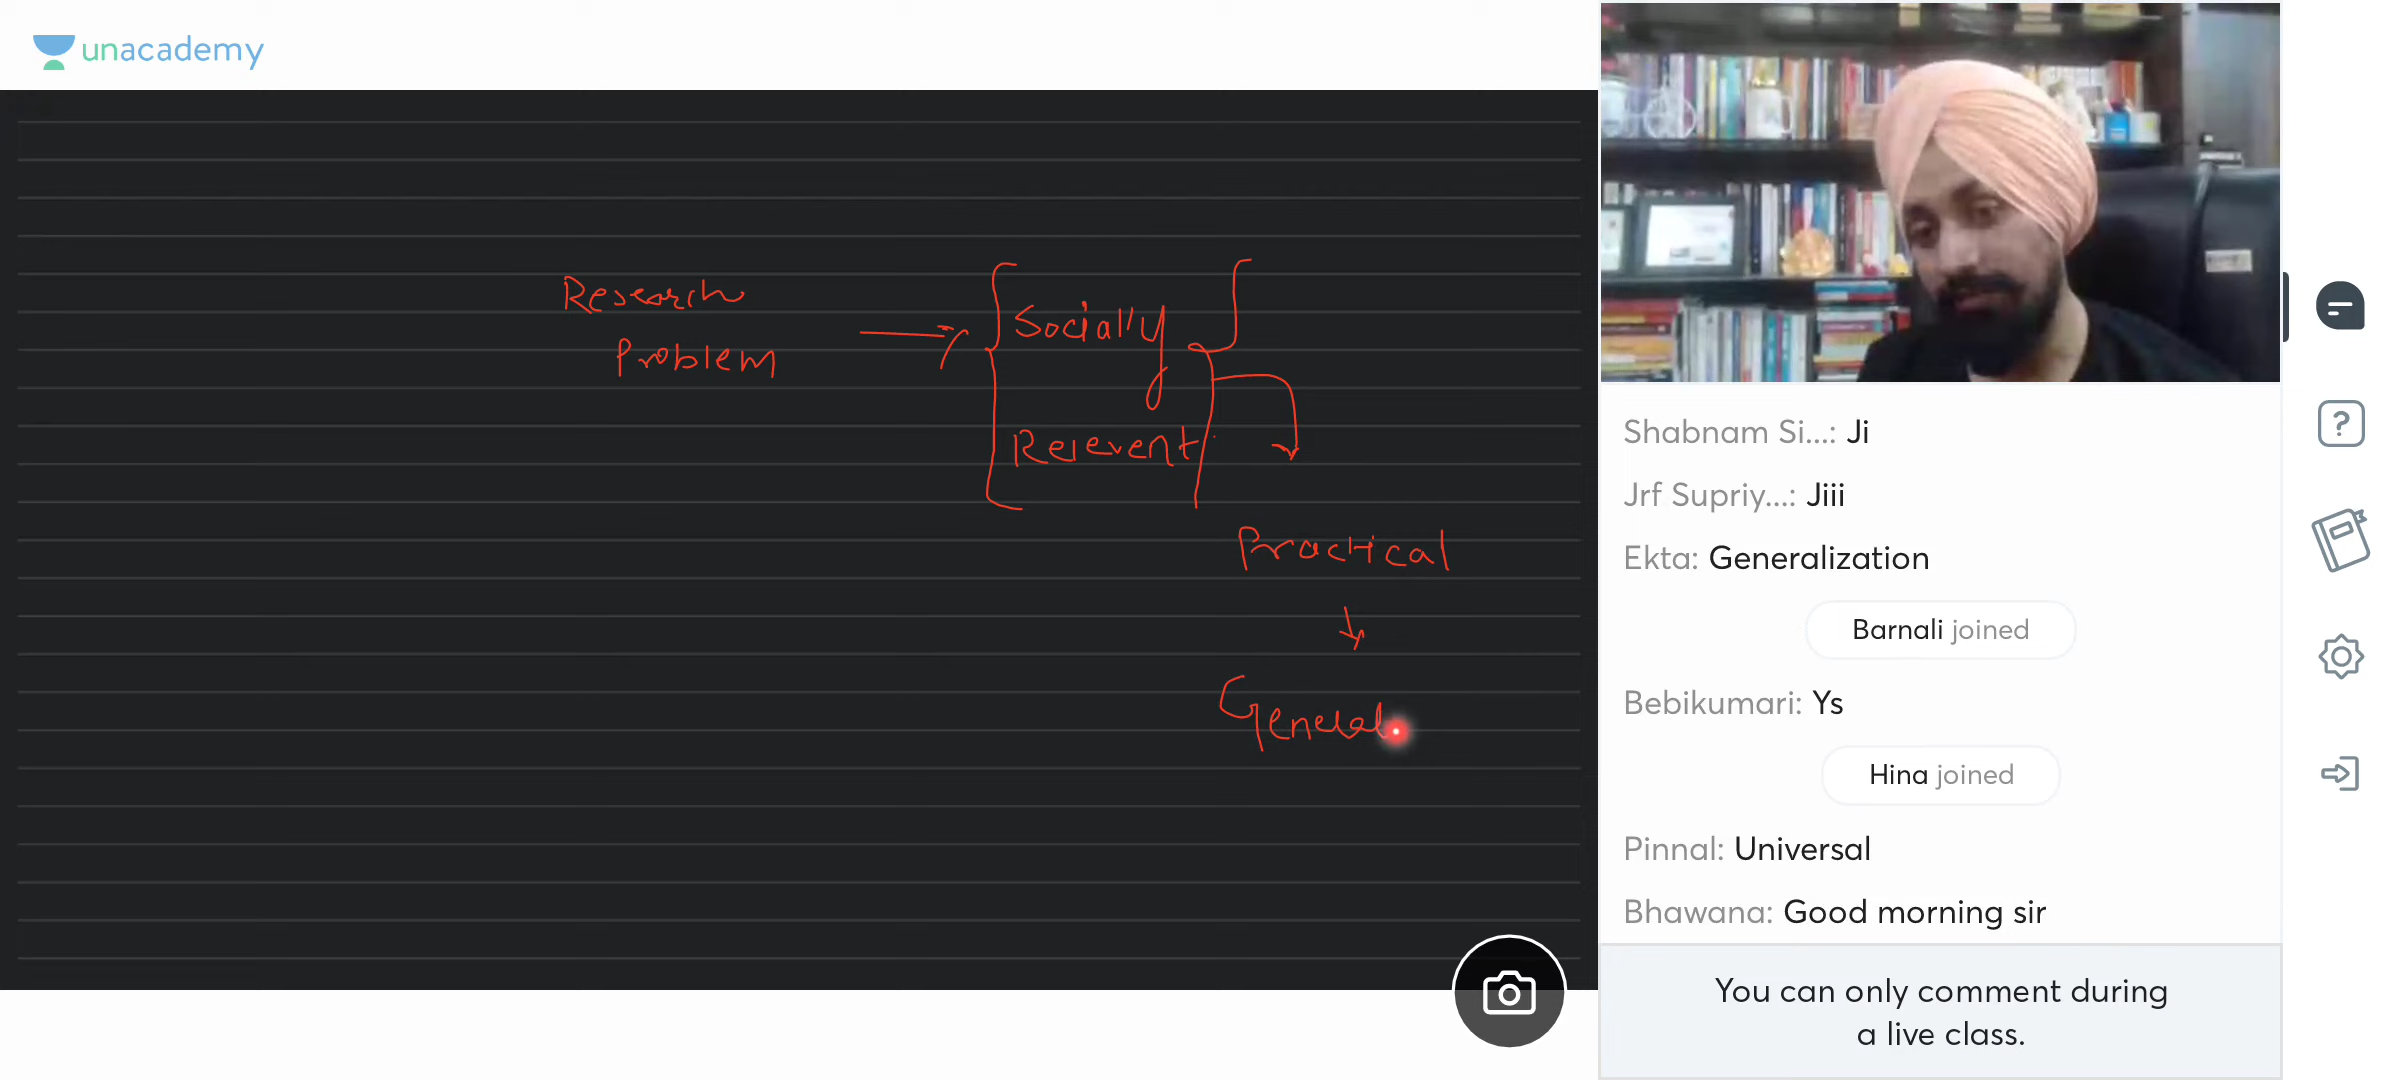 unacademy
Research
Problem
Socially
Relevent
Practical
General
Shabnam Si...: Ji
Jrf Supriy...: Jiii
Ekta: Generalization
Barnali joined
Bebikumari: Ys
Hina joined
Pinnal: Universal
Bhawana: Good morning sir
You can only comment during
a live class.